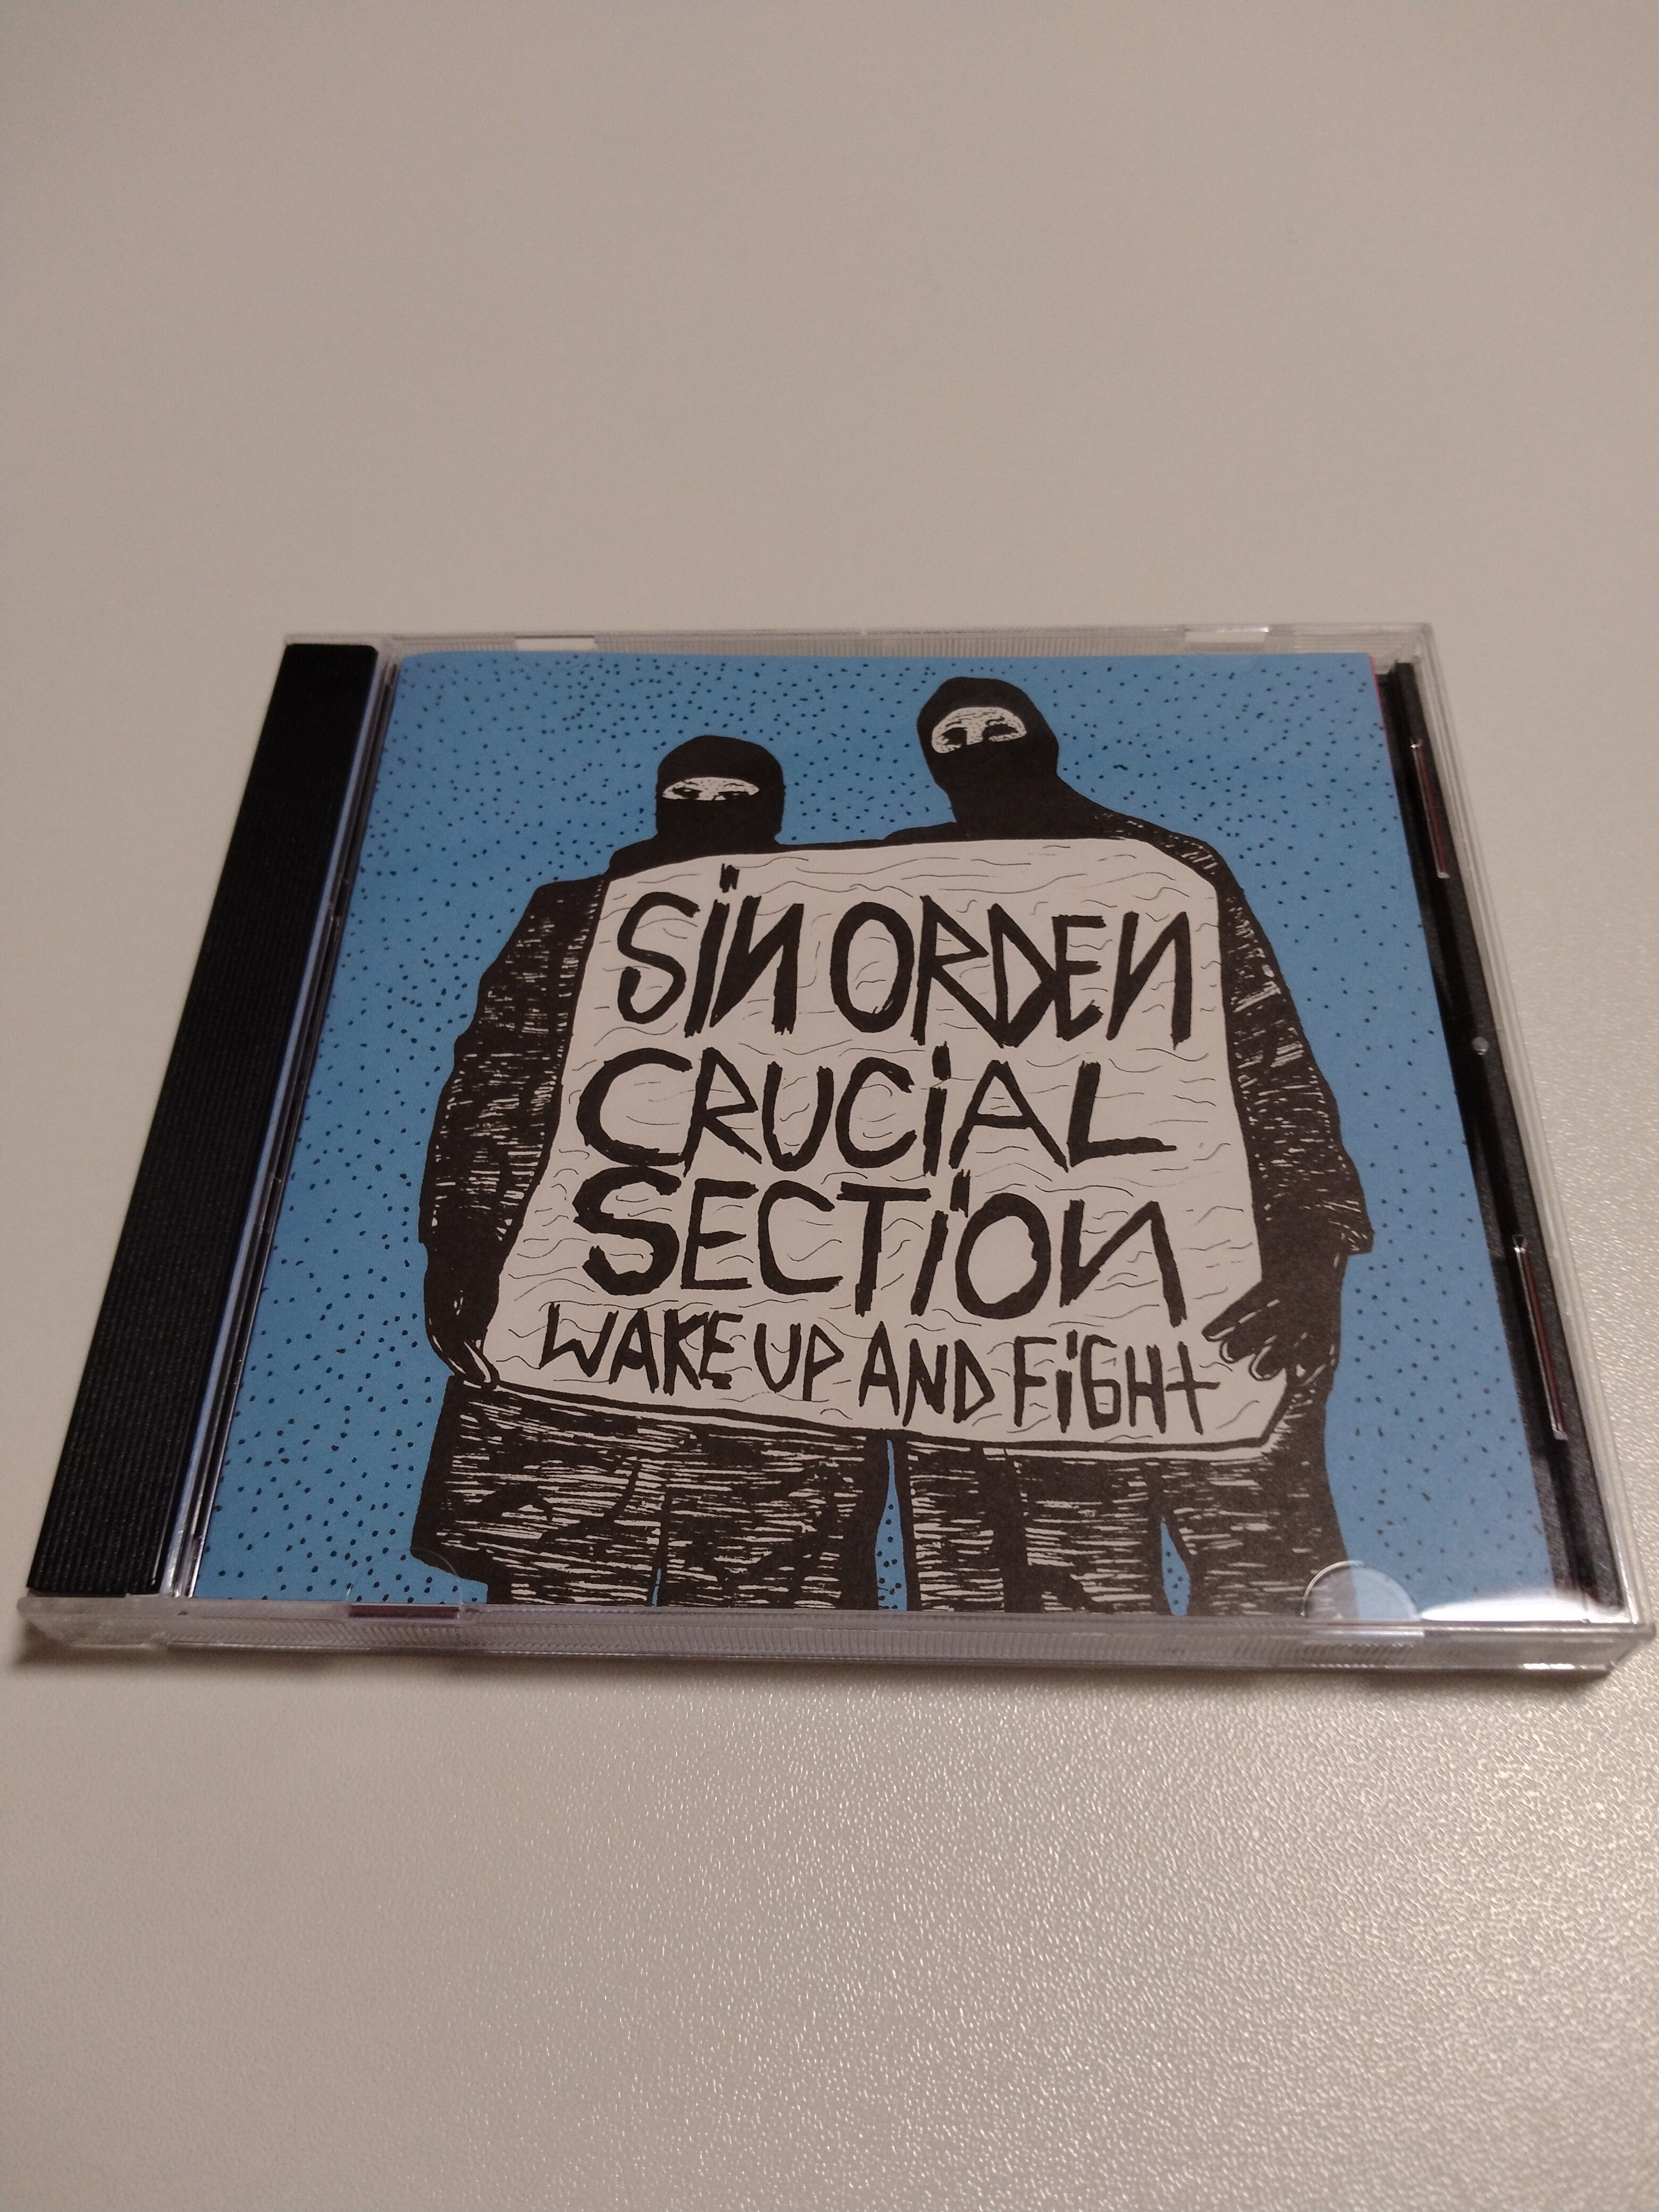 SiN ORDEN
CRUCiAL
SECTiON
WAKE UP AND FiGHT